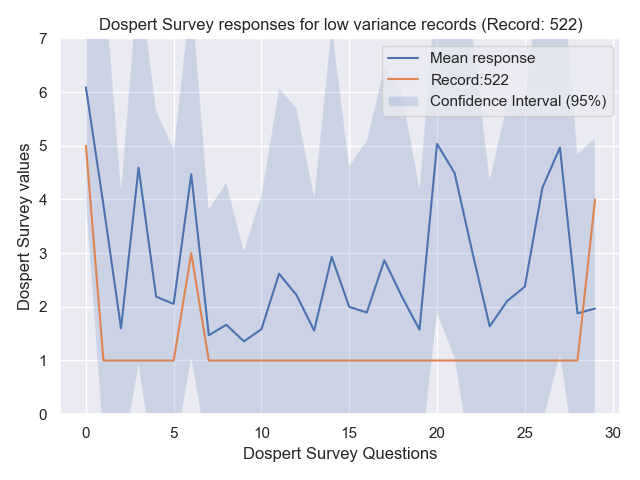 Dospert Survey responses for low variance records (Record: 522)
7
6
5
4
3
2
1
0
Dospert Survey values
Mean response
Record:522
Confidence Interval (95%)
0 5 10 15 20 25 30
Dospert Survey Questions